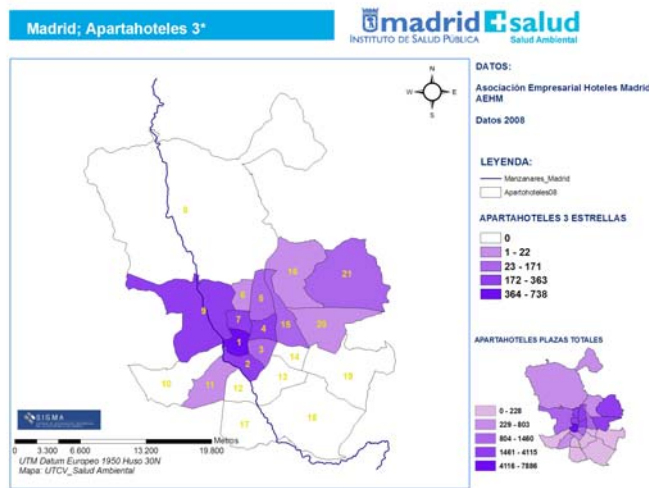 Madrid; Apartahoteles 3*
madrid+salud
INSTITUTO DE SALUD PÚBLICA
Salud Ambiental
DATOS:
Asociación Empresarial Hoteles Madrid
AEHM
Datos 2008
N
W
E
S
LEYENDA:
Manzanares_Madrid
Apartohoteles08
APARTAHOTELES 3 ESTRELLAS
0
1 - 22
23 - 171
172 - 363
364 - 738
8
16
21
9
6
5
7
4
15
20
1
3
2
14
10
11
12
13
19
17
18
APARTAHOTELES PLAZAS TOTALES
0 - 228
229 - 803
804 - 1460
1461 - 4115
4116 - 7886
SIGMA
Metros
0 3.300 6.600 13.200 19.800
UTM Datum Europeo 1950 Huso 30N
Mapa: UTCV_Salud Ambiental